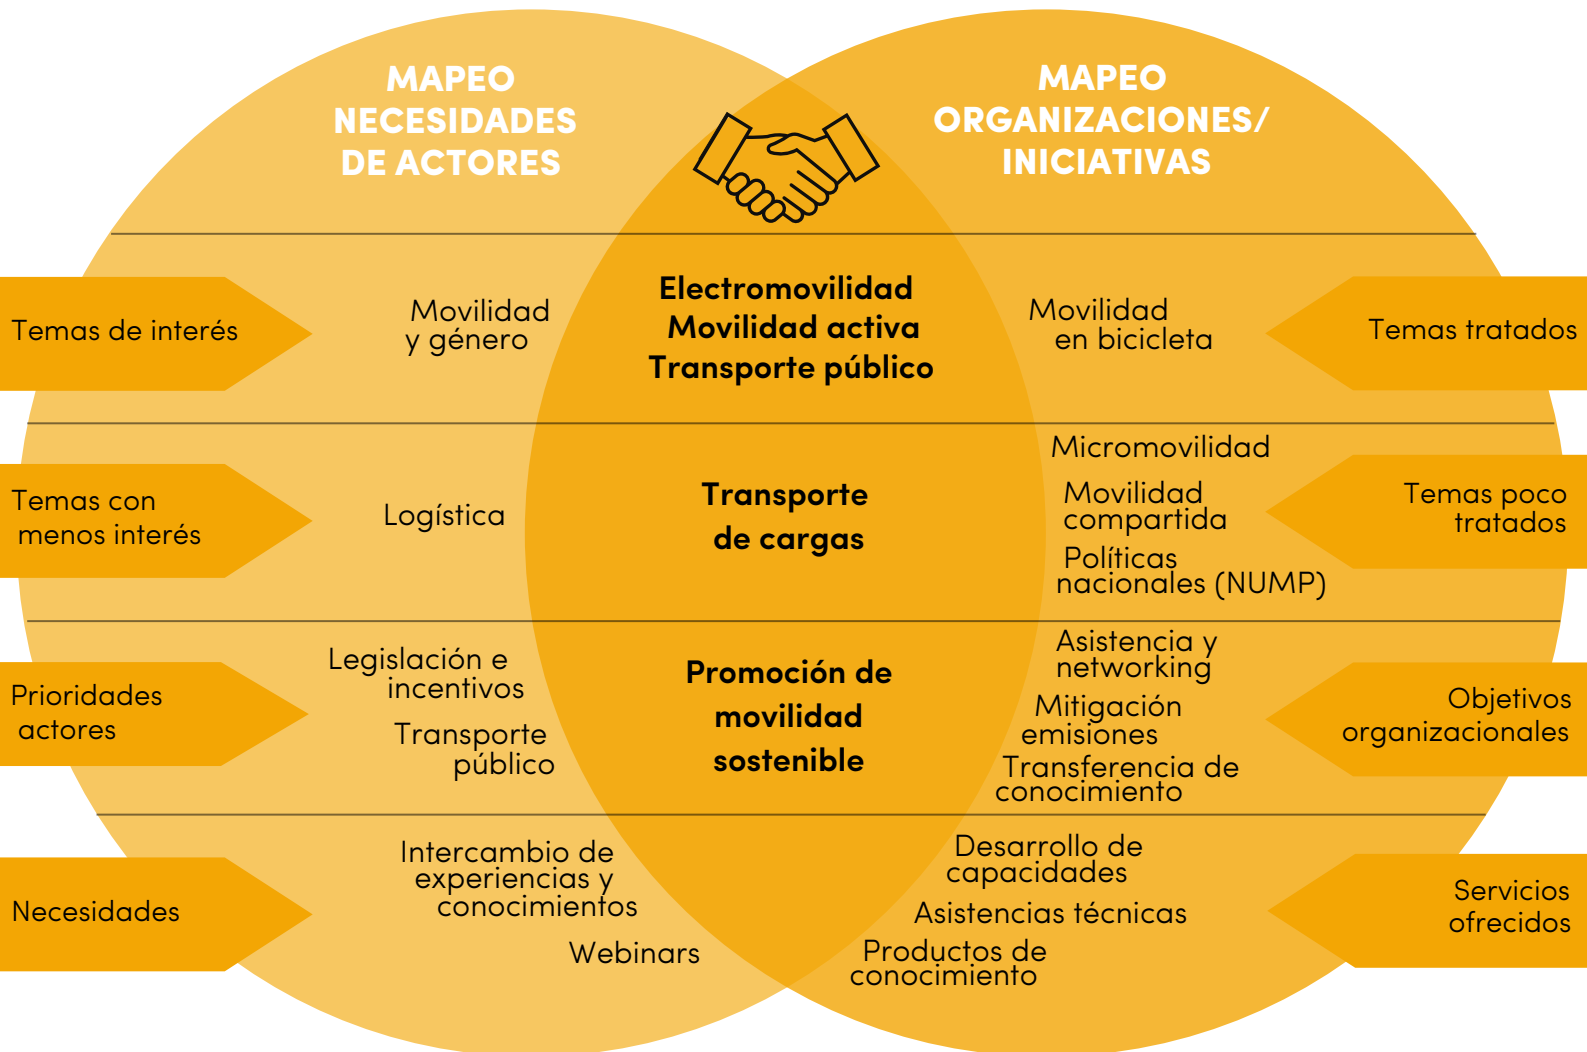 MAPEO
NECESIDADES
DE ACTORES
MAPEO
ORGANIZACIONES/
INICIATIVAS
Temas de interés
Movilidad
y género
Electromovilidad
Movilidad activa
Transporte público
Movilidad
en bicicleta
Temas tratados
Temas con
menos interés
Logística
Transporte
de cargas
Micromovilidad
Movilidad
compartida
Políticas
nacionales (NUMP)
Temas poco
tratados
Prioridades
actores
Legislación e
incentivos
Transporte
público
Promoción de
movilidad
sostenible
Asistencia y
networking
Mitigación
emisiones
Transferencia de
conocimiento
Objetivos
organizacionales
Necesidades
Intercambio de
experiencias y
conocimientos
Webinars
Desarrollo de
capacidades
Asistencias técnicas
Productos de
conocimiento
Servicios
ofrecidos